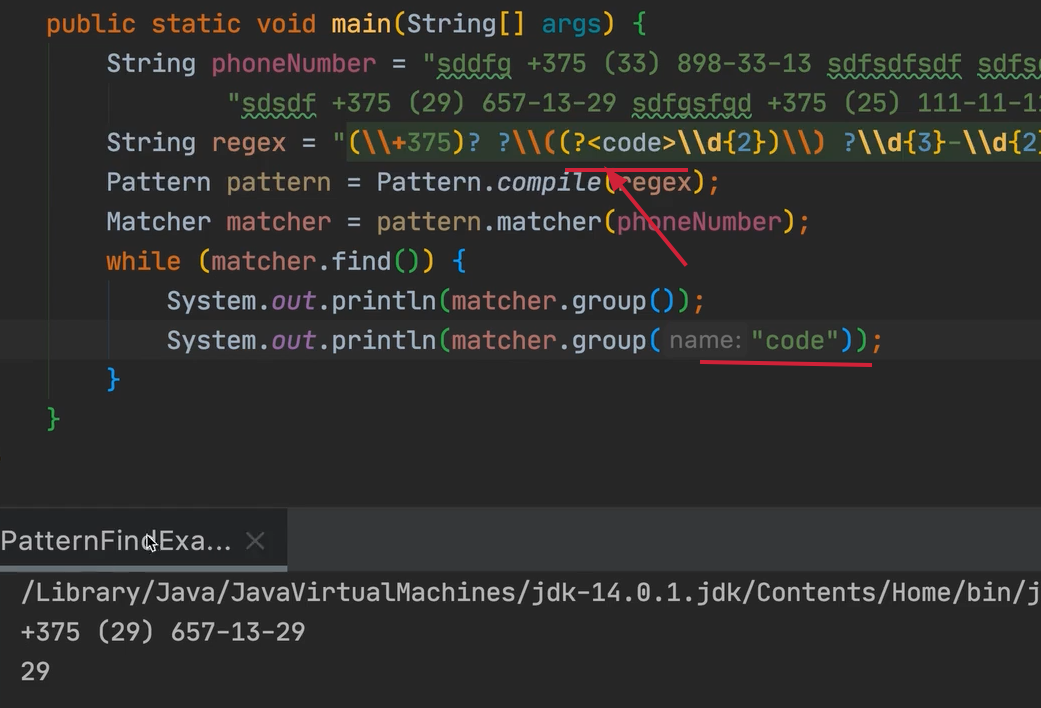 public static void main(String[] args) {
String phoneNumber = "sddfg +375 (33) 898-33-13 sdfsdfsdf
"sdsdf +375 (29) 657-13-29 sdfgsfgd +375 (25) 111-11-1
String regex = "(\\+375)? ?\\((?<code>\\d{2})\\) ?\\d{3}-\\d{2}
Pattern pattern = Pattern.compile(regex);
Matcher matcher = pattern.matcher(phoneNumber);
while (matcher.find()) {
System.out.println(matcher.group());
System.out.println(matcher.group( name: "code"));
}
}
PatternFindExa...
/Library/Java/JavaVirtualMachines/jdk-14.0.1.jdk/Contents/Home/bin/j
+375 (29) 657-13-29
29